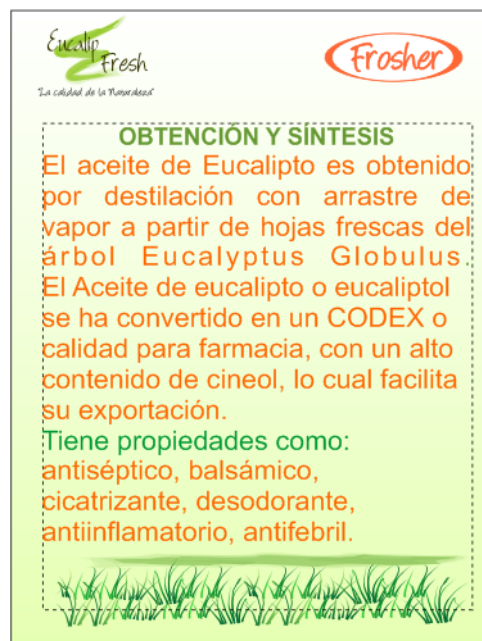 Eucalip
Fresh
Frosher
"La calidad de la Naturaleza"
OBTENCIÓN Y SÍNTESIS
El aceite de Eucalipto es obtenido
por destilación con arrastre de
vapor a partir de hojas frescas del
árbol Eucalyptus Globulus.
El Aceite de eucalipto o eucaliptol
se ha convertido en un CODEX o
calidad para farmacia, con un alto
contenido de cineol, lo cual facilita
su exportación.
Tiene propiedades como:
antiséptico, balsámico,
cicatrizante, desodorante,
antiinflamatorio, antifebril.